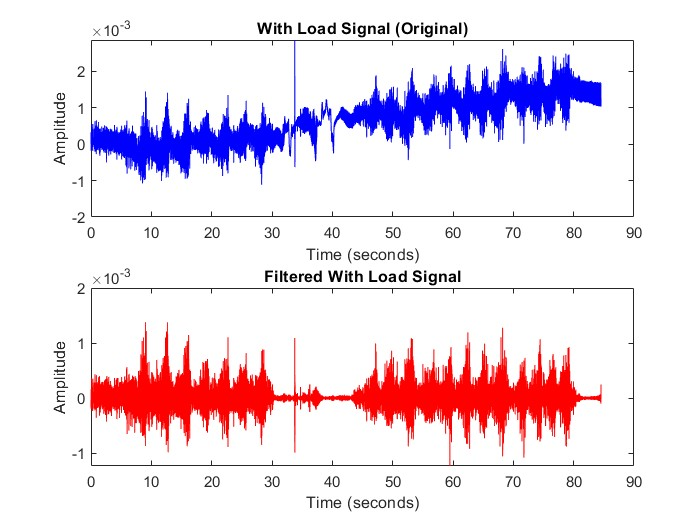 With Load Signal (Original)
×10-3
2
1
0
-1
-2
Amplitude
0 10 20 30 40 50 60 70 80 90
Time (seconds)
Filtered With Load Signal
×10-3
2
1
0
-1
Amplitude
0 10 20 30 40 50 60 70 80 90
Time (seconds)